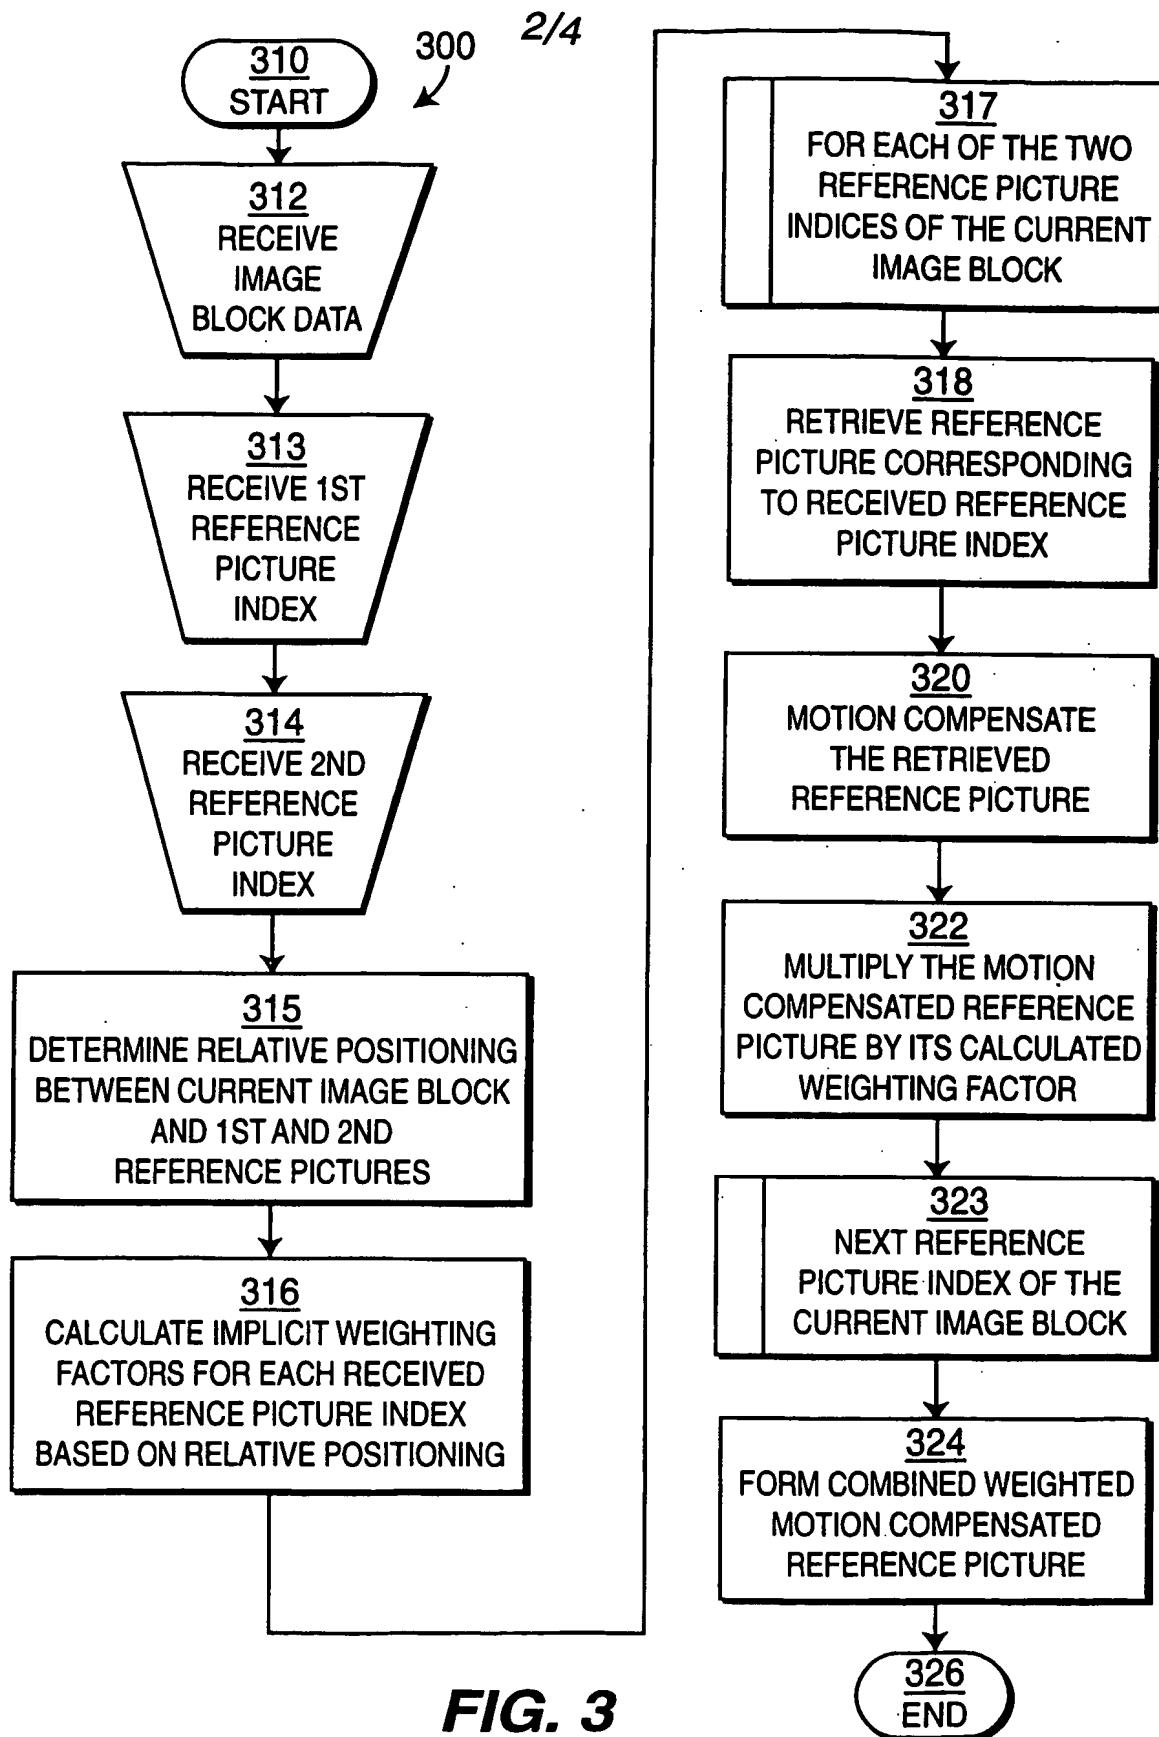 2/4
300
310
START
312
RECEIVE
IMAGE
BLOCK DATA
313
RECEIVE 1ST
REFERENCE
PICTURE
INDEX
314
RECEIVE 2ND
REFERENCE
PICTURE
INDEX
315
DETERMINE RELATIVE POSITIONING
BETWEEN CURRENT IMAGE BLOCK
AND 1ST AND 2ND
REFERENCE PICTURES
316
CALCULATE IMPLICIT WEIGHTING
FACTORS FOR EACH RECEIVED
REFERENCE PICTURE INDEX
BASED ON RELATIVE POSITIONING
317
FOR EACH OF THE TWO
REFERENCE PICTURE
INDICES OF THE CURRENT
IMAGE BLOCK
318
RETRIEVE REFERENCE
PICTURE CORRESPONDING
TO RECEIVED REFERENCE
PICTURE INDEX
320
MOTION COMPENSATE
THE RETRIEVED
REFERENCE PICTURE
322
MULTIPLY THE MOTION
COMPENSATED REFERENCE
PICTURE BY ITS CALCULATED
WEIGHTING FACTOR
323
NEXT REFERENCE
PICTURE INDEX OF THE
CURRENT IMAGE BLOCK
324
FORM COMBINED WEIGHTED
MOTION COMPENSATED
REFERENCE PICTURE
326
END
FIG. 3